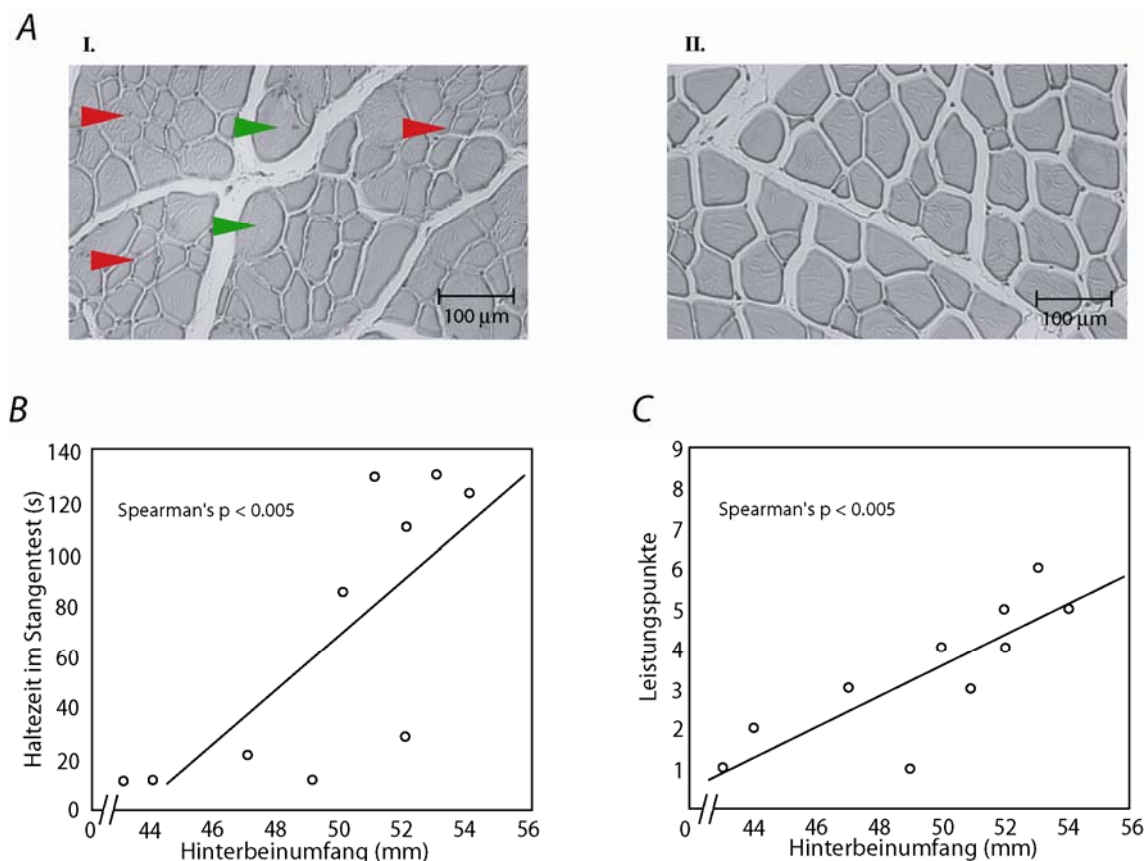 A
I.
II.
100 µm
100 µm
B
C
140
120
100
80
60
40
20
0
Haltezeit im Stangentest (s)
Spearman's p < 0.005
0
44
46
48
50
52
54
56
Hinterbeinumfang (mm)
9
8
7
6
5
4
3
2
1
Leistungspunkte
Spearman's p < 0.005
0
44
46
48
50
52
54
56
Hinterbeinumfang (mm)